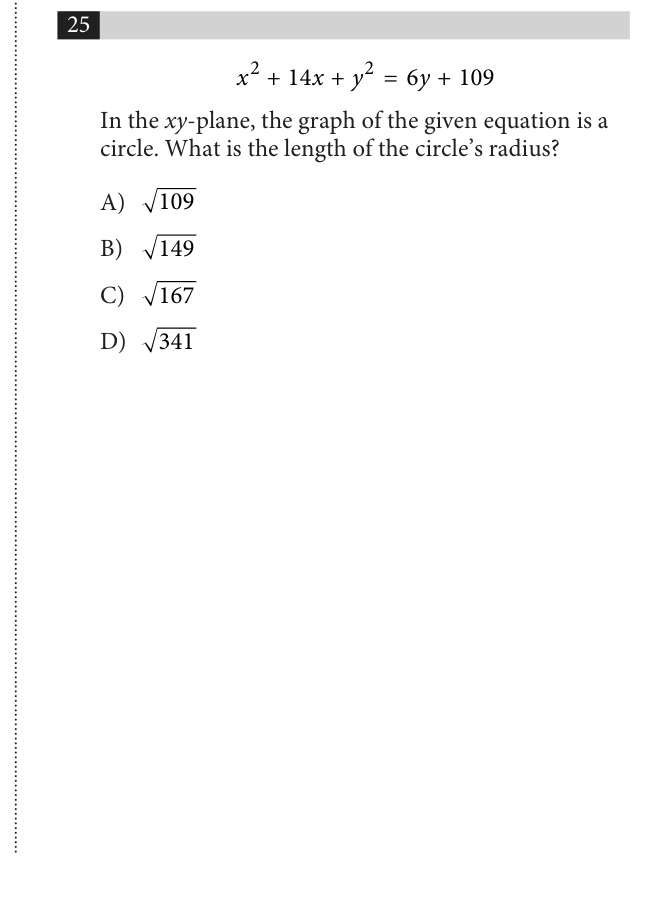 25
x² + 14x + y² = 6y + 109
In the xy-plane, the graph of the given equation is a
circle. What is the length of the circle’s radius?
A) √109
B) √149
C) √167
D) √341